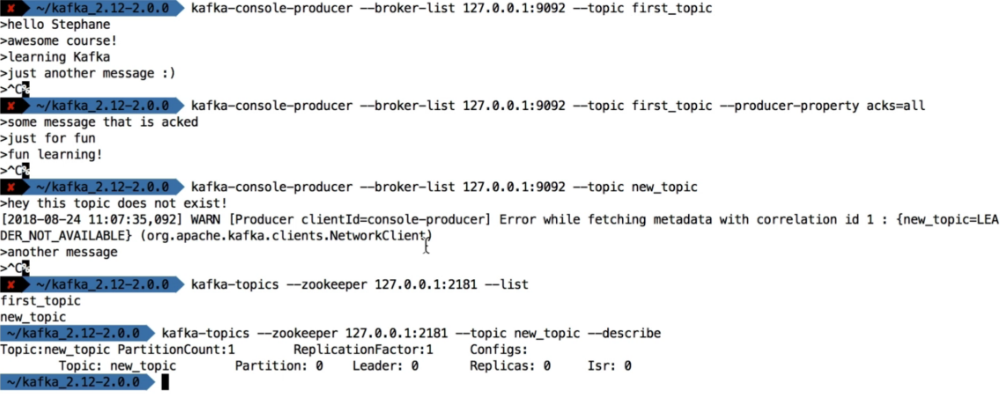 ✘ ~/kafka_2.12-2.0.0 kafka-console-producer --broker-list 127.0.0.1:9092 --topic first_topic
>hello Stephane
>awesome course!
>learning Kafka
>just another message :)
>^C%
✘ ~/kafka_2.12-2.0.0 kafka-console-producer --broker-list 127.0.0.1:9092 --topic first_topic --producer-property acks=all
>some message that is acked
>just for fun
>fun learning!
>^C%
✘ ~/kafka_2.12-2.0.0 kafka-console-producer --broker-list 127.0.0.1:9092 --topic new_topic
>hey this topic does not exist!
[2018-08-24 11:07:35,092] WARN [Producer clientId=console-producer] Error while fetching metadata with correlation id 1 : {new_topic=LEA
DER_NOT_AVAILABLE} (org.apache.kafka.clients.NetworkClient)
>another message
>^C%
✘ ~/kafka_2.12-2.0.0 kafka-topics --zookeeper 127.0.0.1:2181 --list
first_topic
new_topic
~/kafka_2.12-2.0.0 kafka-topics --zookeeper 127.0.0.1:2181 --topic new_topic --describe
Topic:new_topic PartitionCount:1 ReplicationFactor:1 Configs:
Topic: new_topic Partition: 0 Leader: 0 Replicas: 0 Isr: 0
~/kafka_2.12-2.0.0